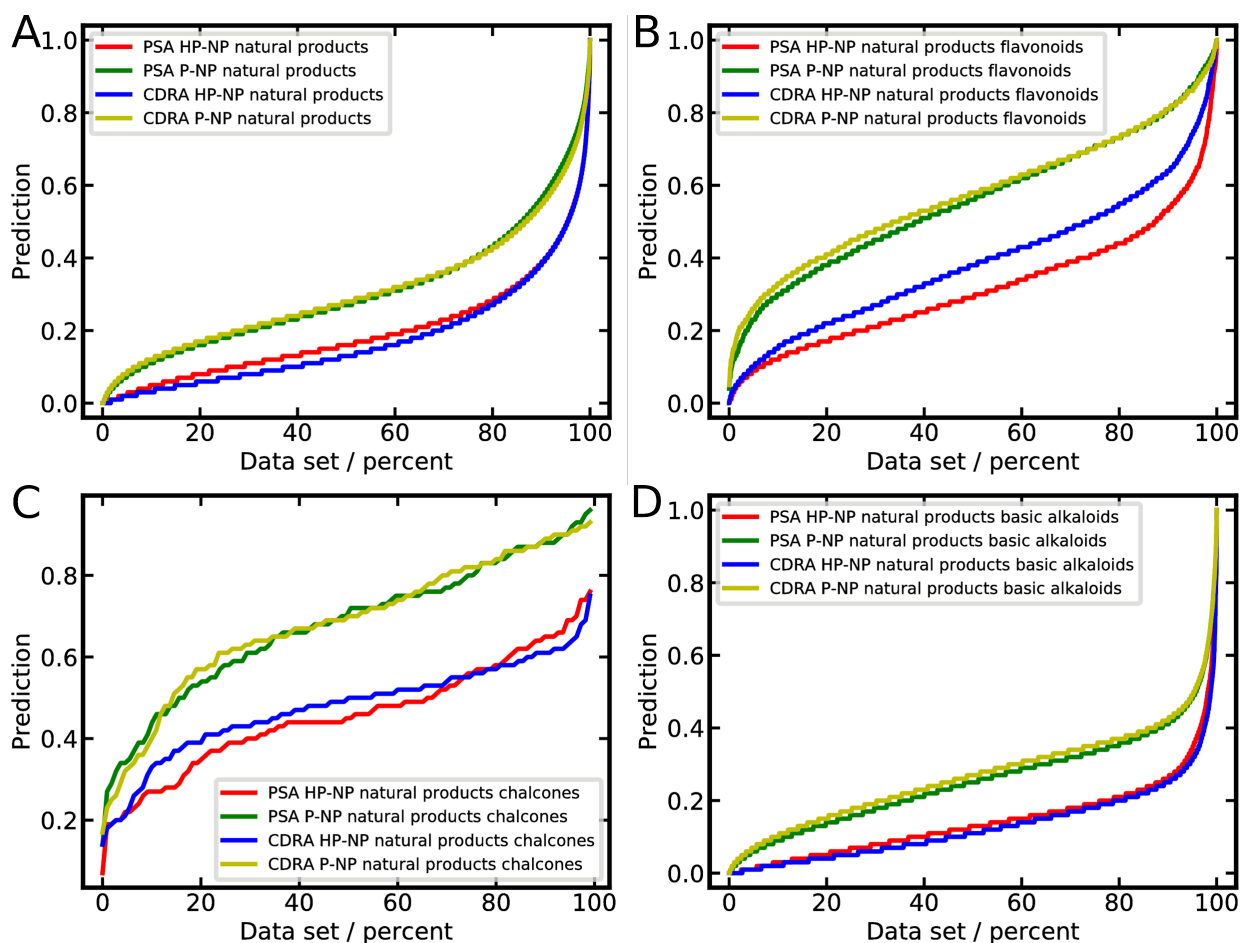 A
PSA HP-NP natural products
PSA P-NP natural products
CDRA HP-NP natural products
CDRA P-NP natural products
1.0
0.8
0.6
0.4
0.2
0.0
Prediction
0 20 40 60 80 100
Data set / percent
B
PSA HP-NP natural products flavonoids
PSA P-NP natural products flavonoids
CDRA HP-NP natural products flavonoids
CDRA P-NP natural products flavonoids
1.0
0.8
0.6
0.4
0.2
0.0
Prediction
0 20 40 60 80 100
Data set / percent
C
0.8
0.6
0.4
0.2
Prediction
PSA HP-NP natural products chalcones
PSA P-NP natural products chalcones
CDRA HP-NP natural products chalcones
CDRA P-NP natural products chalcones
0 20 40 60 80 100
Data set / percent
D
PSA HP-NP natural products basic alkaloids
PSA P-NP natural products basic alkaloids
CDRA HP-NP natural products basic alkaloids
CDRA P-NP natural products basic alkaloids
1.0
0.8
0.6
0.4
0.2
0.0
Prediction
0 20 40 60 80 100
Data set / percent